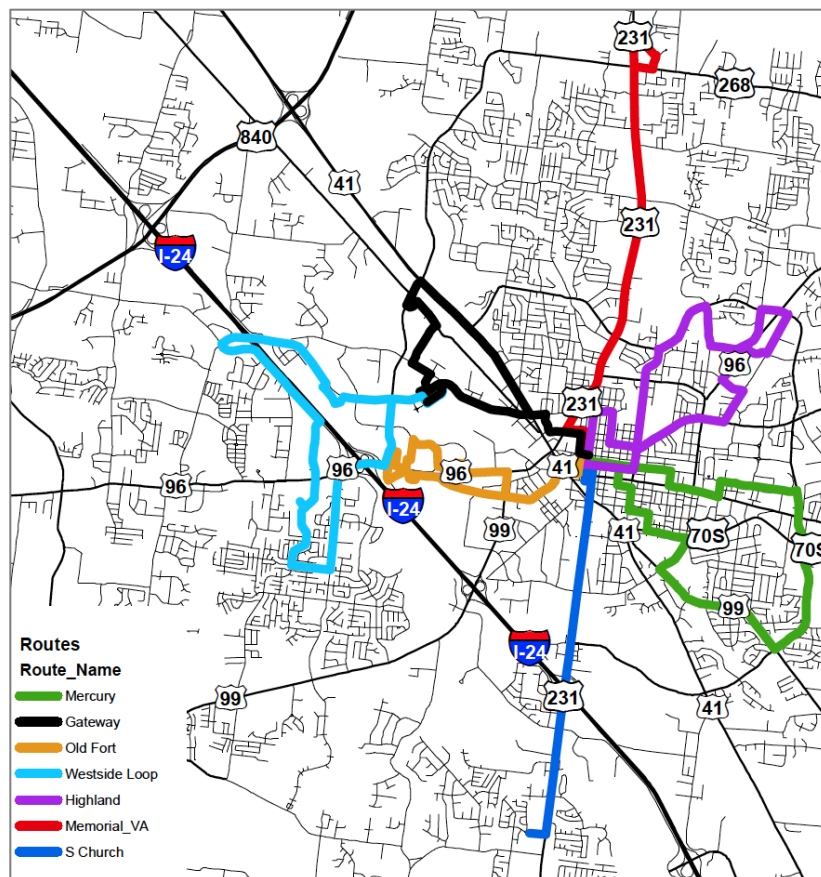 231
268
840
41
231
I-24
96
231
41
96
96
96
I-24
99
41
70S
70S
99
I-24
99
231
41
Routes
Route_Name
Mercury
Gateway
Old Fort
Westside Loop
Highland
Memorial_VA
S Church